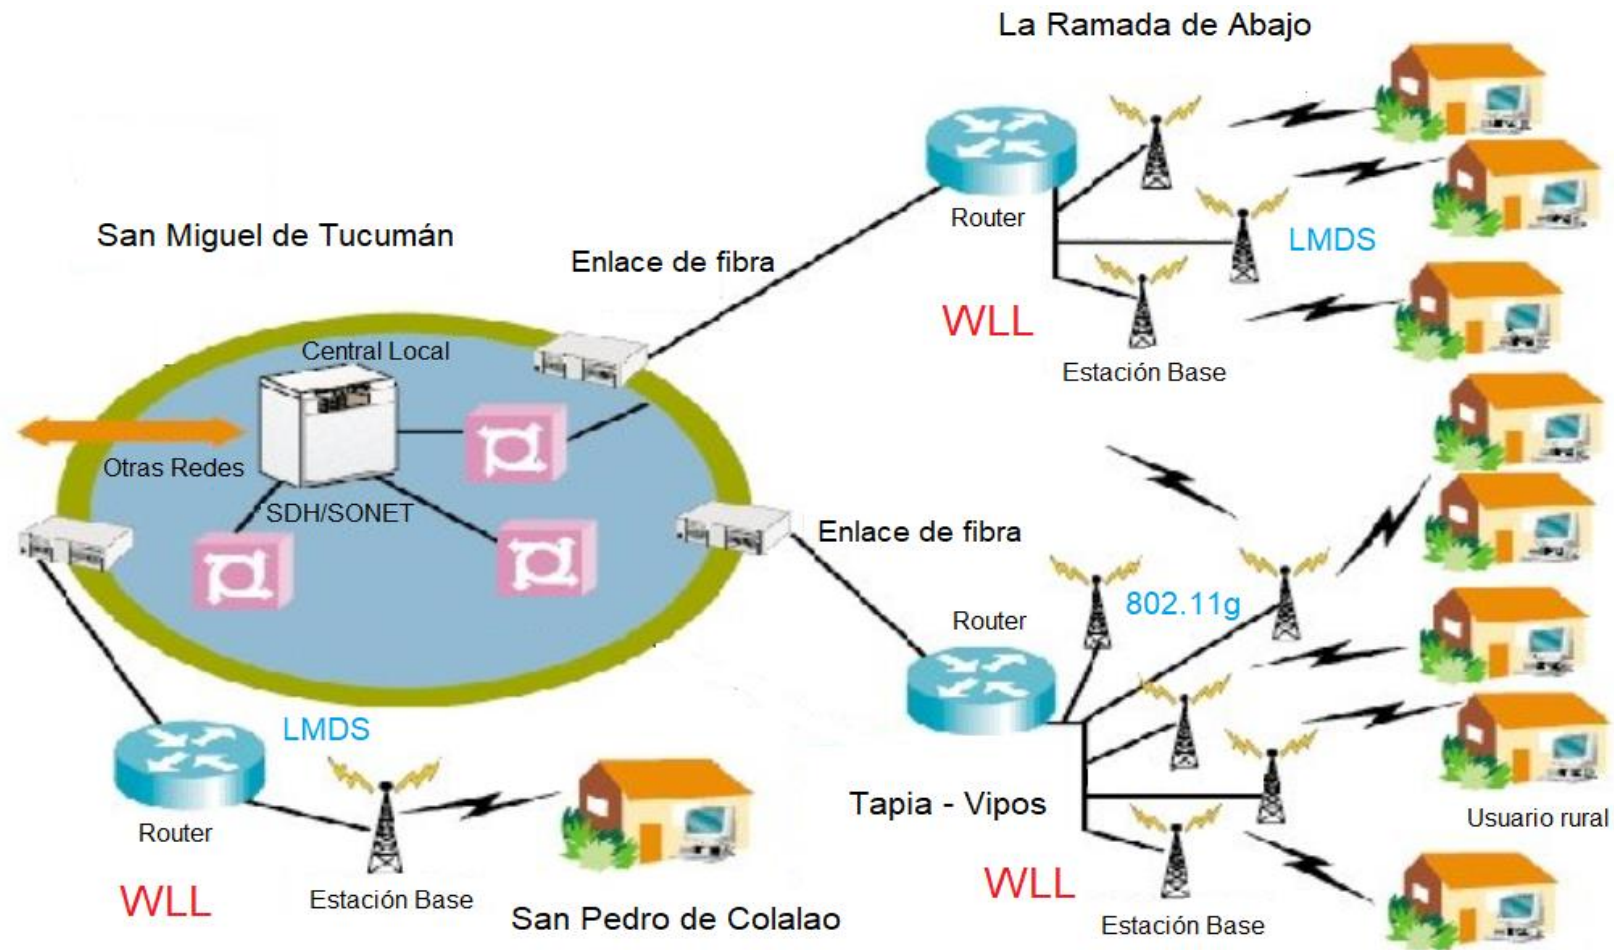 La Ramada de Abajo
San Miguel de Tucumán
Enlace de fibra
Router
LMDS
WLL
Estación Base
Central Local
Otras Redes
SDH/SONET
Enlace de fibra
802.11g
Router
LMDS
Router
WLL
Estación Base
San Pedro de Colalao
Tapia - Vipos
WLL
Estación Base
Usuario rural